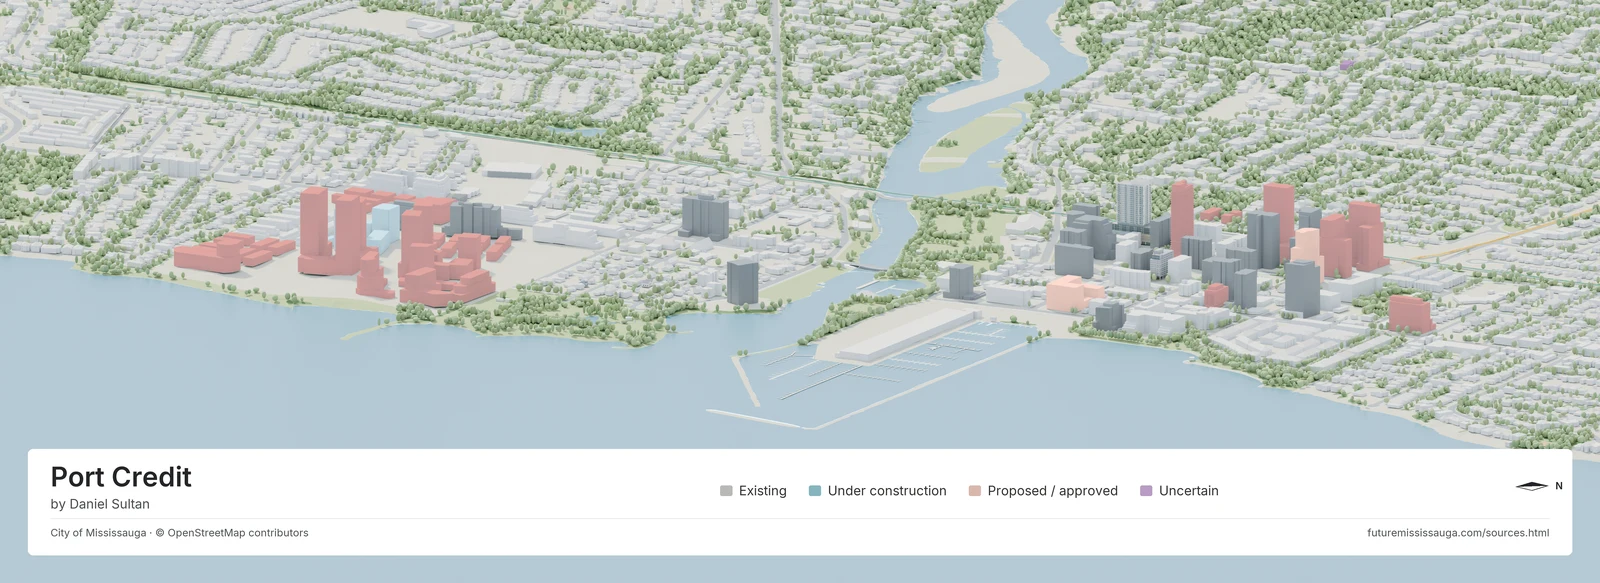 Port Credit
by Daniel Sultan
Existing
Under construction
Proposed / approved
Uncertain
N
City of Mississauga · © OpenStreetMap contributors
futuremississauga.com/sources.html